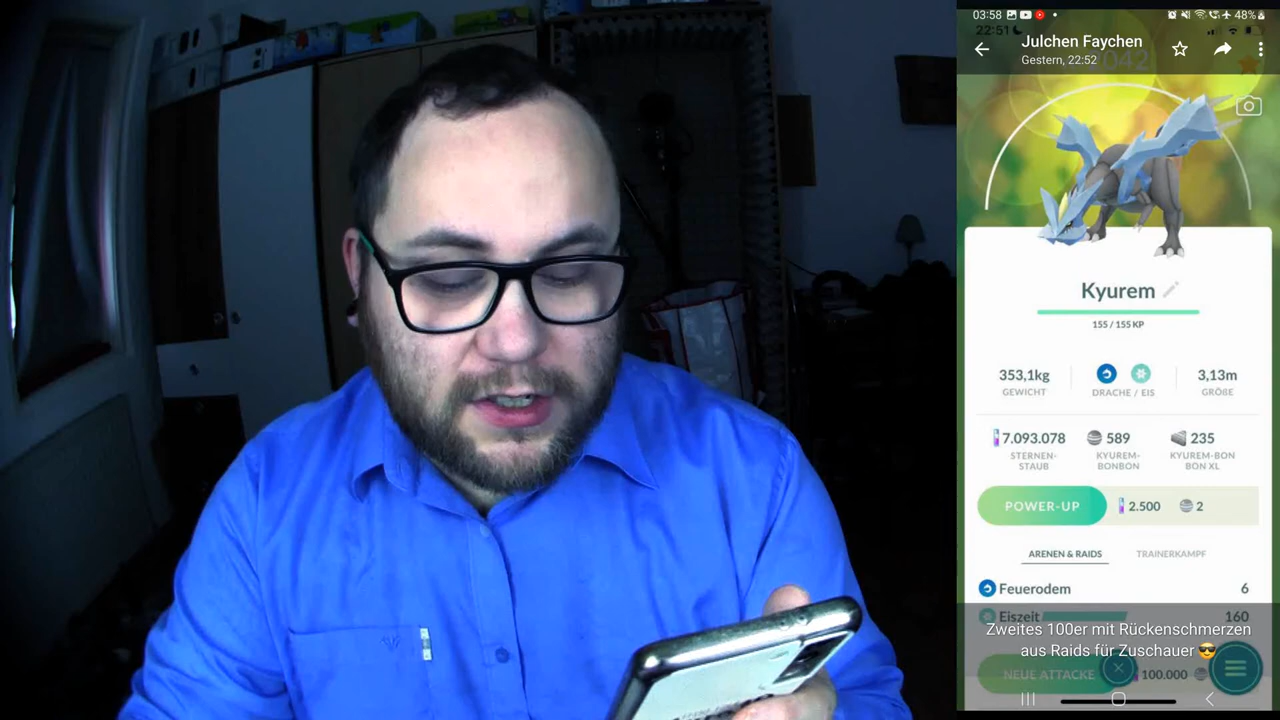 03:58
48%
22:51
Julchen Faychen
Gestern, 22:52
042
Kyurem
155 / 155 KP
353,1kg
GEWICHT
DRACHE / EIS
3,13m
GRÖßE
7.093.078
STERNEN-
STAUB
589
KYUREM-
BONBON
235
KYUREM-BON
BON XL
POWER-UP
2.500
2
ARENEN & RAIDS
TRAINERKAMPF
Feuerodem
6
Eiszeit
160
Zweites 100er mit Rückenschmerzen
aus Raids für Zuschauer 😎
NEUE ATTACKE
100.000